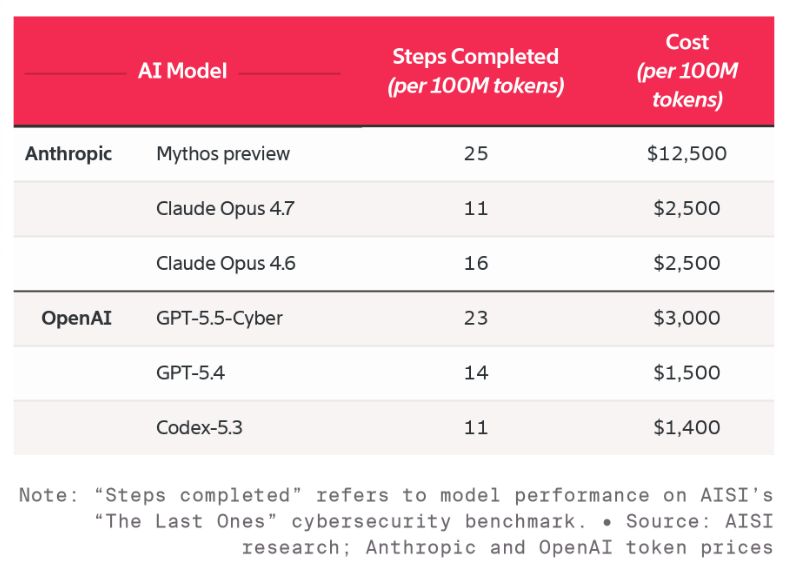 AI Model
Steps Completed
(per 100M tokens)
Cost
(per 100M
tokens)
Anthropic Mythos preview 25 $12,500
Claude Opus 4.7 11 $2,500
Claude Opus 4.6 16 $2,500
OpenAI GPT-5.5-Cyber 23 $3,000
GPT-5.4 14 $1,500
Codex-5.3 11 $1,400
Note: “Steps completed” refers to model performance on AISI’s
“The Last Ones” cybersecurity benchmark. • Source: AISI
research; Anthropic and OpenAI token prices